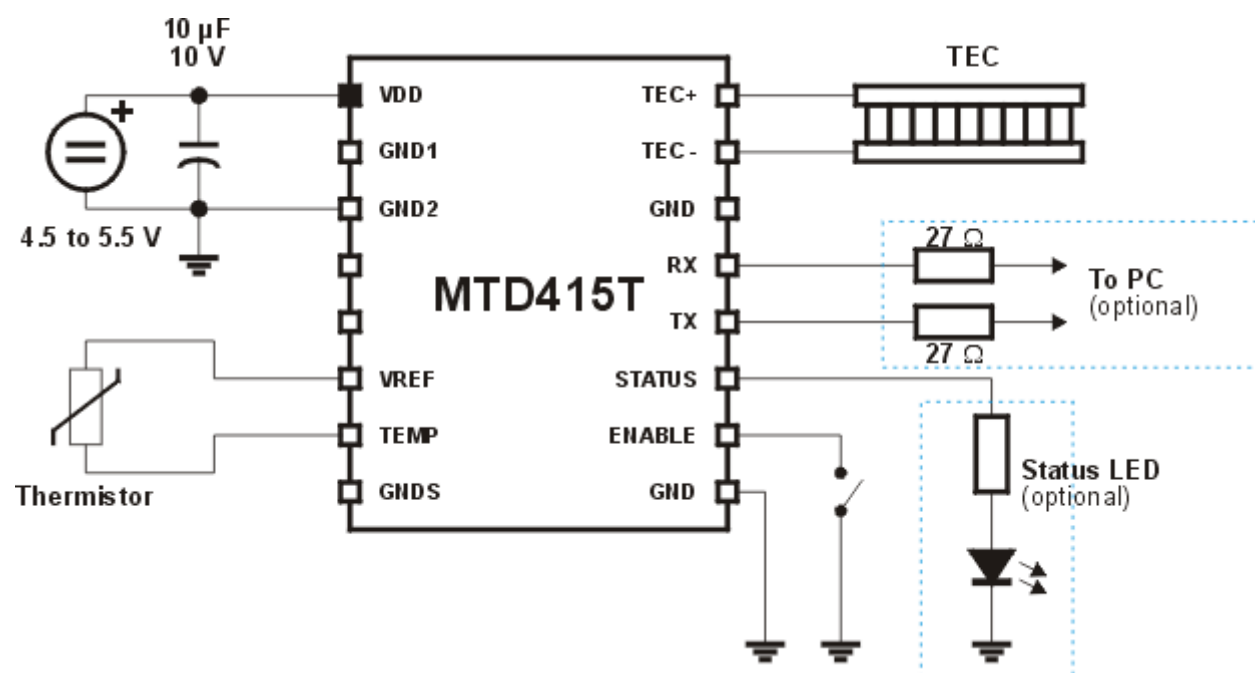 10 µF
10 V
TEC
VDD
TEC+
GND1
TEC -
GND2
GND
4.5 to 5.5 V
27 Ω
RX
To PC
(optional)
MTD415T
TX
27 Ω
VREF
STATUS
TEMP
ENABLE
Status LED
(optional)
Thermistor
GNDS
GND